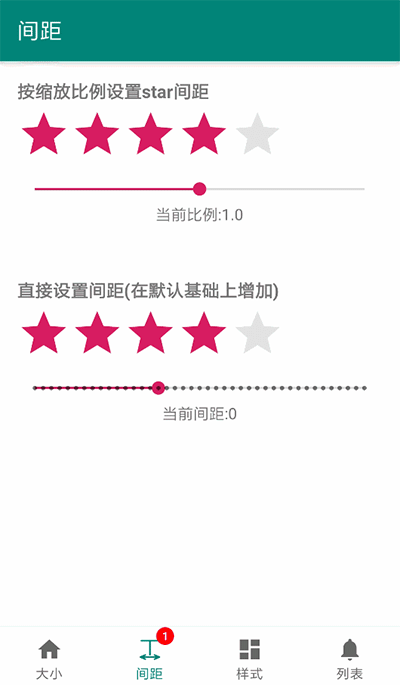 间距
按缩放比例设置star间距
当前比例:1.0
直接设置间距(在默认基础上增加)
当前间距:0
1
大小
间距
样式
列表